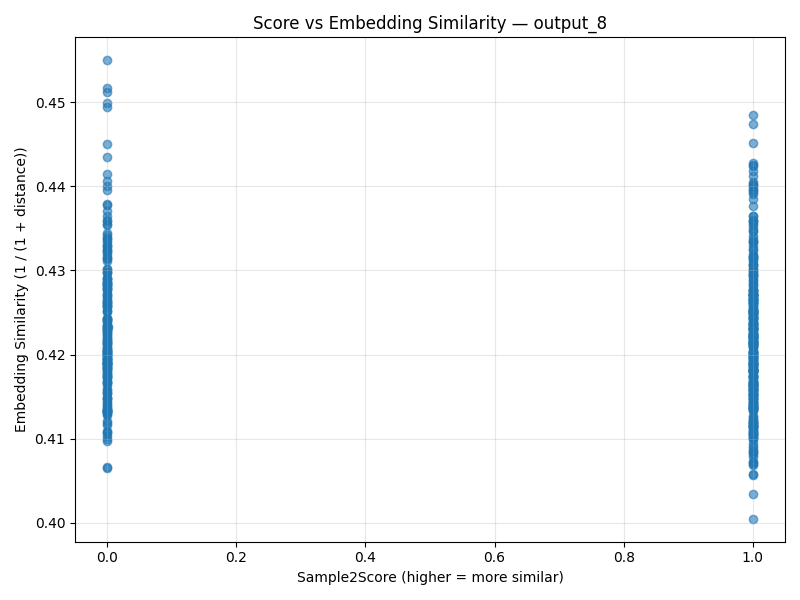 Score vs Embedding Similarity — output_8
Embedding Similarity (1 / (1 + distance))
0.45
0.44
0.43
0.42
0.41
0.40
0.0 0.2 0.4 0.6 0.8 1.0
Sample2Score (higher = more similar)